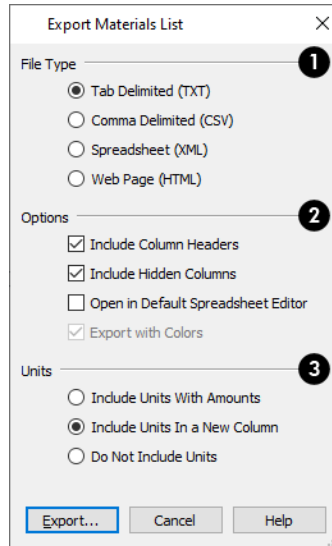 Export Materials List
File Type 1
Tab Delimited (TXT)
Comma Delimited (CSV)
Spreadsheet (XML)
Web Page (HTML)
Options 2
Include Column Headers
Include Hidden Columns
Open in Default Spreadsheet Editor
Export with Colors
Units 3
Include Units With Amounts
Include Units In a New Column
Do Not Include Units
Export... Cancel Help